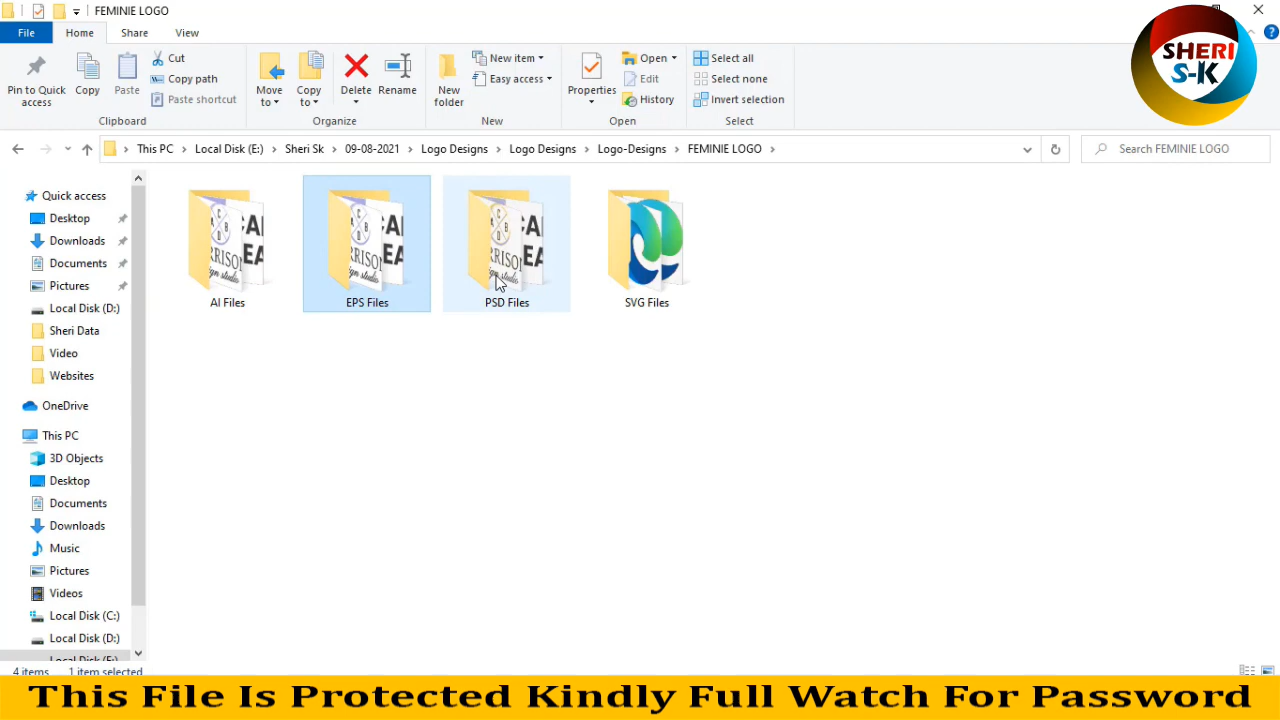 FEMINIE LOGO
File Home Share View
Pin to Quick access
Copy
Paste
Cut
Copy path
Paste shortcut
Clipboard
Move to
Copy to
Delete
Rename
Organize
New folder
New item
Easy access
New
Properties
Open
Edit
History
Open
Select all
Select none
Invert selection
Select
SHERI
S-K
This PC > Local Disk (E:) > Sheri Sk > 09-08-2021 > Logo Designs > Logo Designs > Logo-Designs > FEMINIE LOGO >
Search FEMINIE LOGO
Quick access
Desktop
Downloads
Documents
Pictures
Local Disk (D:)
Sheri Data
Video
Websites
OneDrive
This PC
3D Objects
Desktop
Documents
Downloads
Music
Pictures
Videos
Local Disk (C:)
Local Disk (D:)
Local Disk (E:)
AI Files
EPS Files
PSD Files
SVG Files
4 items 1 item selected
This File Is Protected Kindly Full Watch For Password